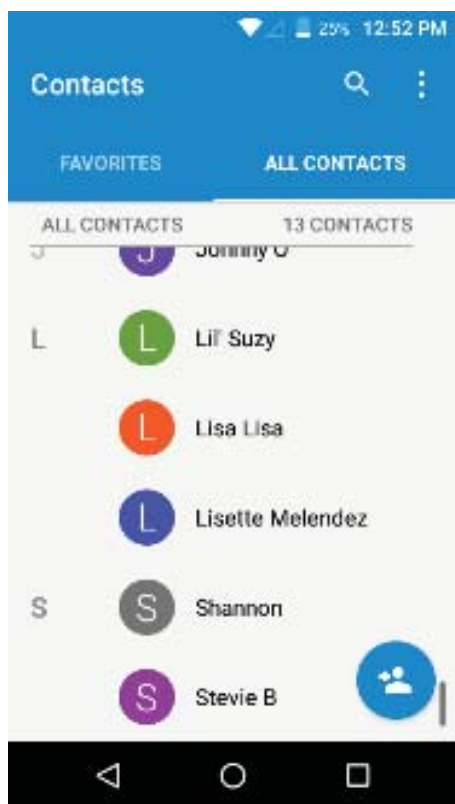 25% 12:52 PM
Contacts
FAVORITES ALL CONTACTS
ALL CONTACTS 13 CONTACTS
J J Johnny O
L L Lil' Suzy
L Lisa Lisa
L Lisette Melendez
S S Shannon
S Stevie B